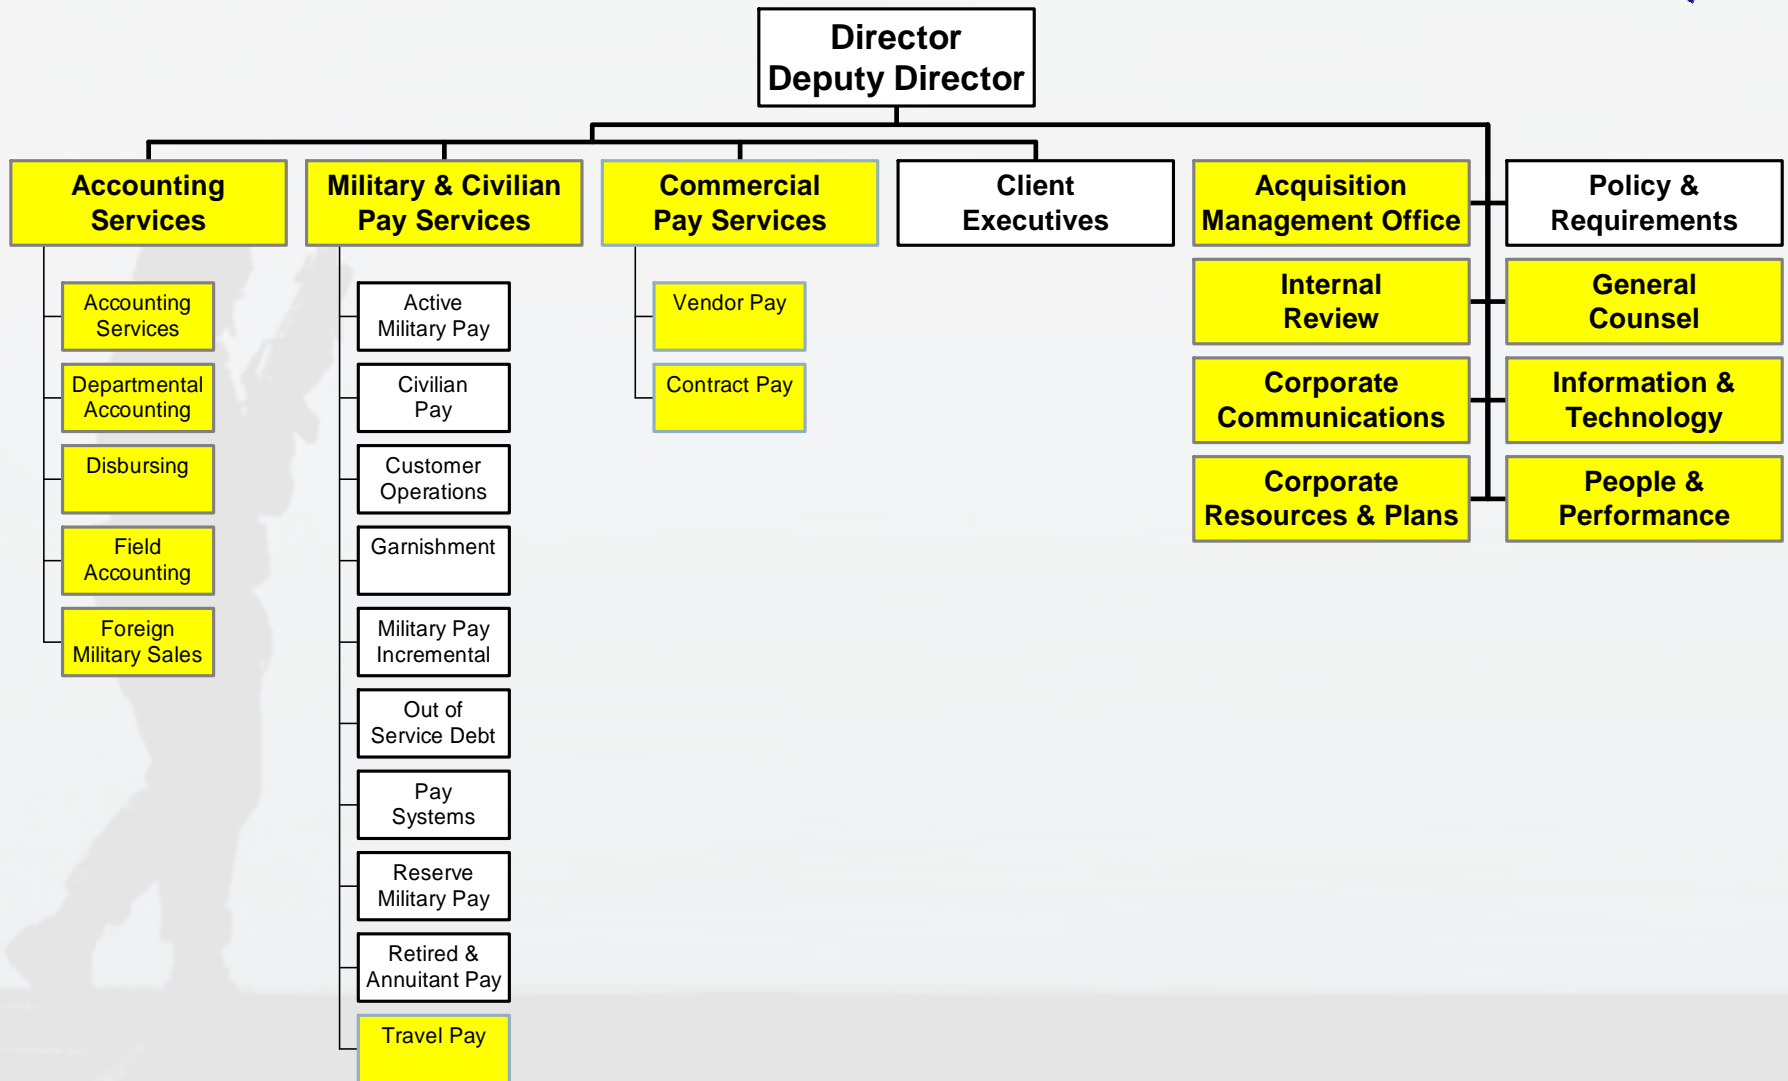 Director
Deputy Director
Accounting
Services
Military & Civilian
Pay Services
Commercial
Pay Services
Client
Executives
Acquisition
Management Office
Policy &
Requirements
Accounting
Services
Departmental
Accounting
Disbursing
Field
Accounting
Foreign
Military Sales
Active
Military Pay
Civilian
Pay
Customer
Operations
Garnishment
Military Pay
Incremental
Out of
Service Debt
Pay
Systems
Reserve
Military Pay
Retired &
Annuitant Pay
Travel Pay
Vendor Pay
Contract Pay
Internal
Review
General
Counsel
Corporate
Communications
Information &
Technology
Corporate
Resources & Plans
People &
Performance